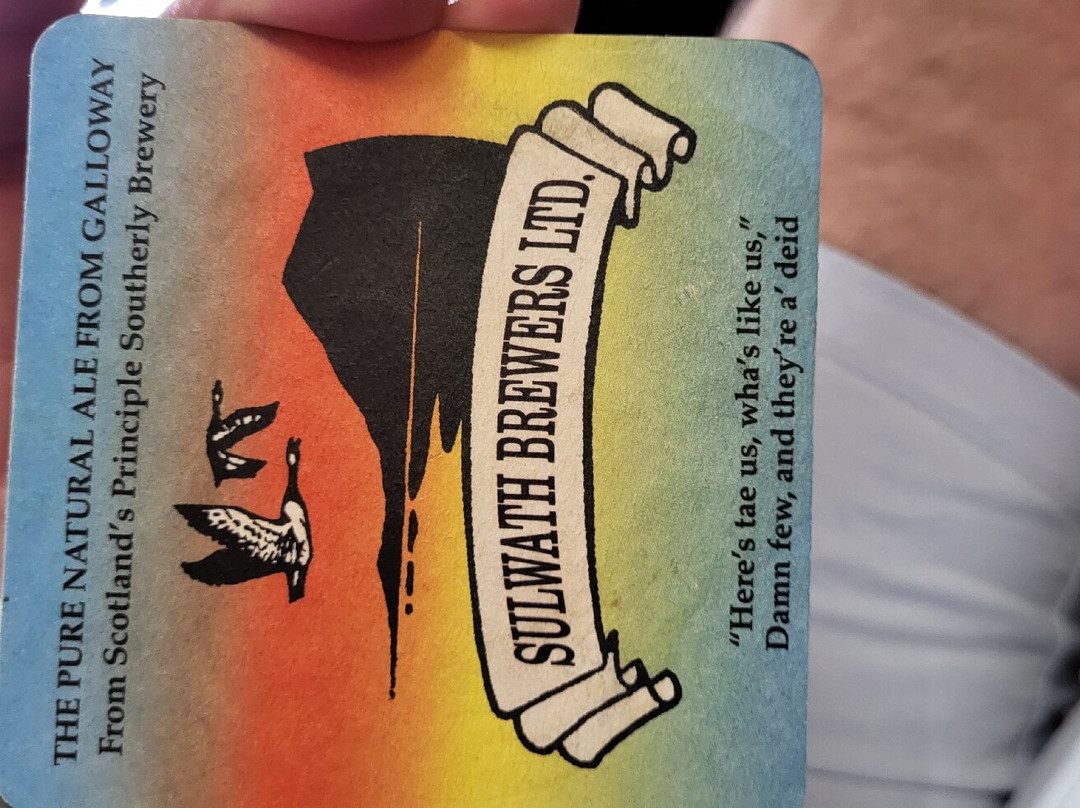 THE PURE NATURAL ALE FROM GALLOWAY
From Scotland's Principle Southerly Brewery
SULWATH BREWERS LTD.
“Here's tae us, wha's like us,”
Damn few, and they're a' deid